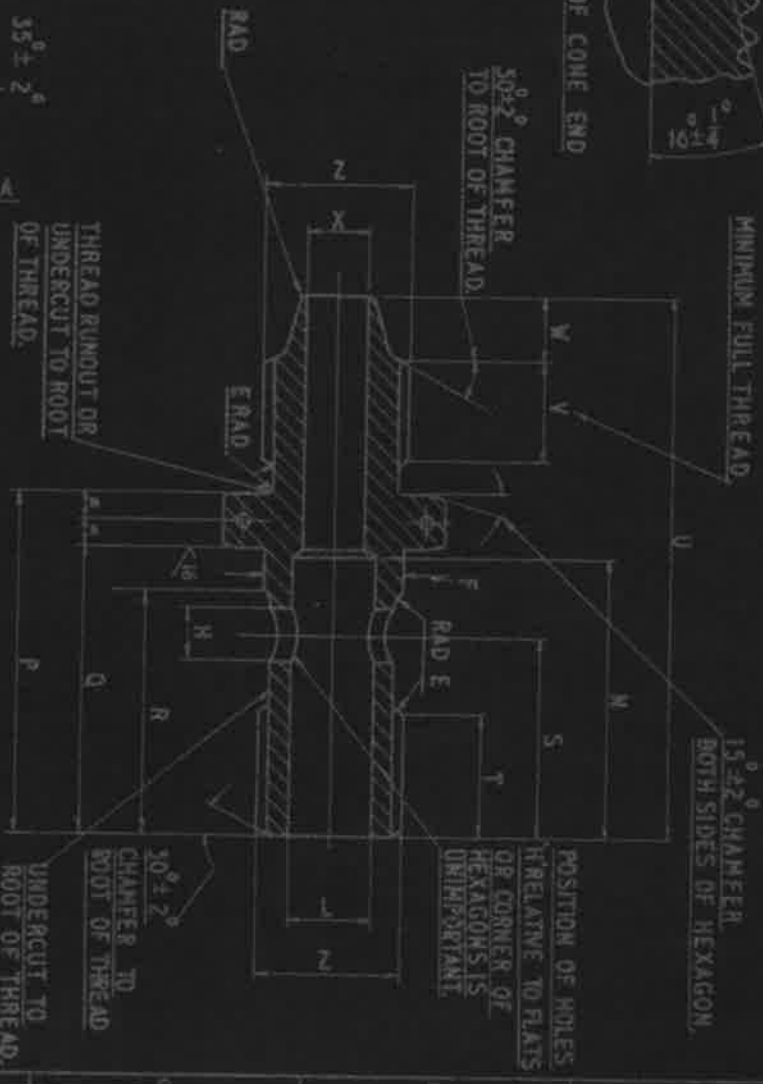 OF CONE END
16° ± 1/4°
MINIMUM FULL THREAD
50° ± 2° CHAMFER
TO ROOT OF THREAD.
RAD
35° ± 2°
A
THREAD RUNOUT OR
UNDERCUT TO ROOT
OF THREAD.
E RAD
RAD E
15° ± 2° CHAMFER.
BOTH SIDES OF HEXAGON.
POSITION OF HOLES
H RELATIVE TO FLATS
OR CORNER OF
HEXAGONS IS
UNIMPORTANT.
30° ± 2°
CHAMFER TO
ROOT OF THREAD
UNDERCUT TO
ROOT OF THREAD.
Z
X
W
V
U
F
N
H
S
T
R
Q
P
L
Z